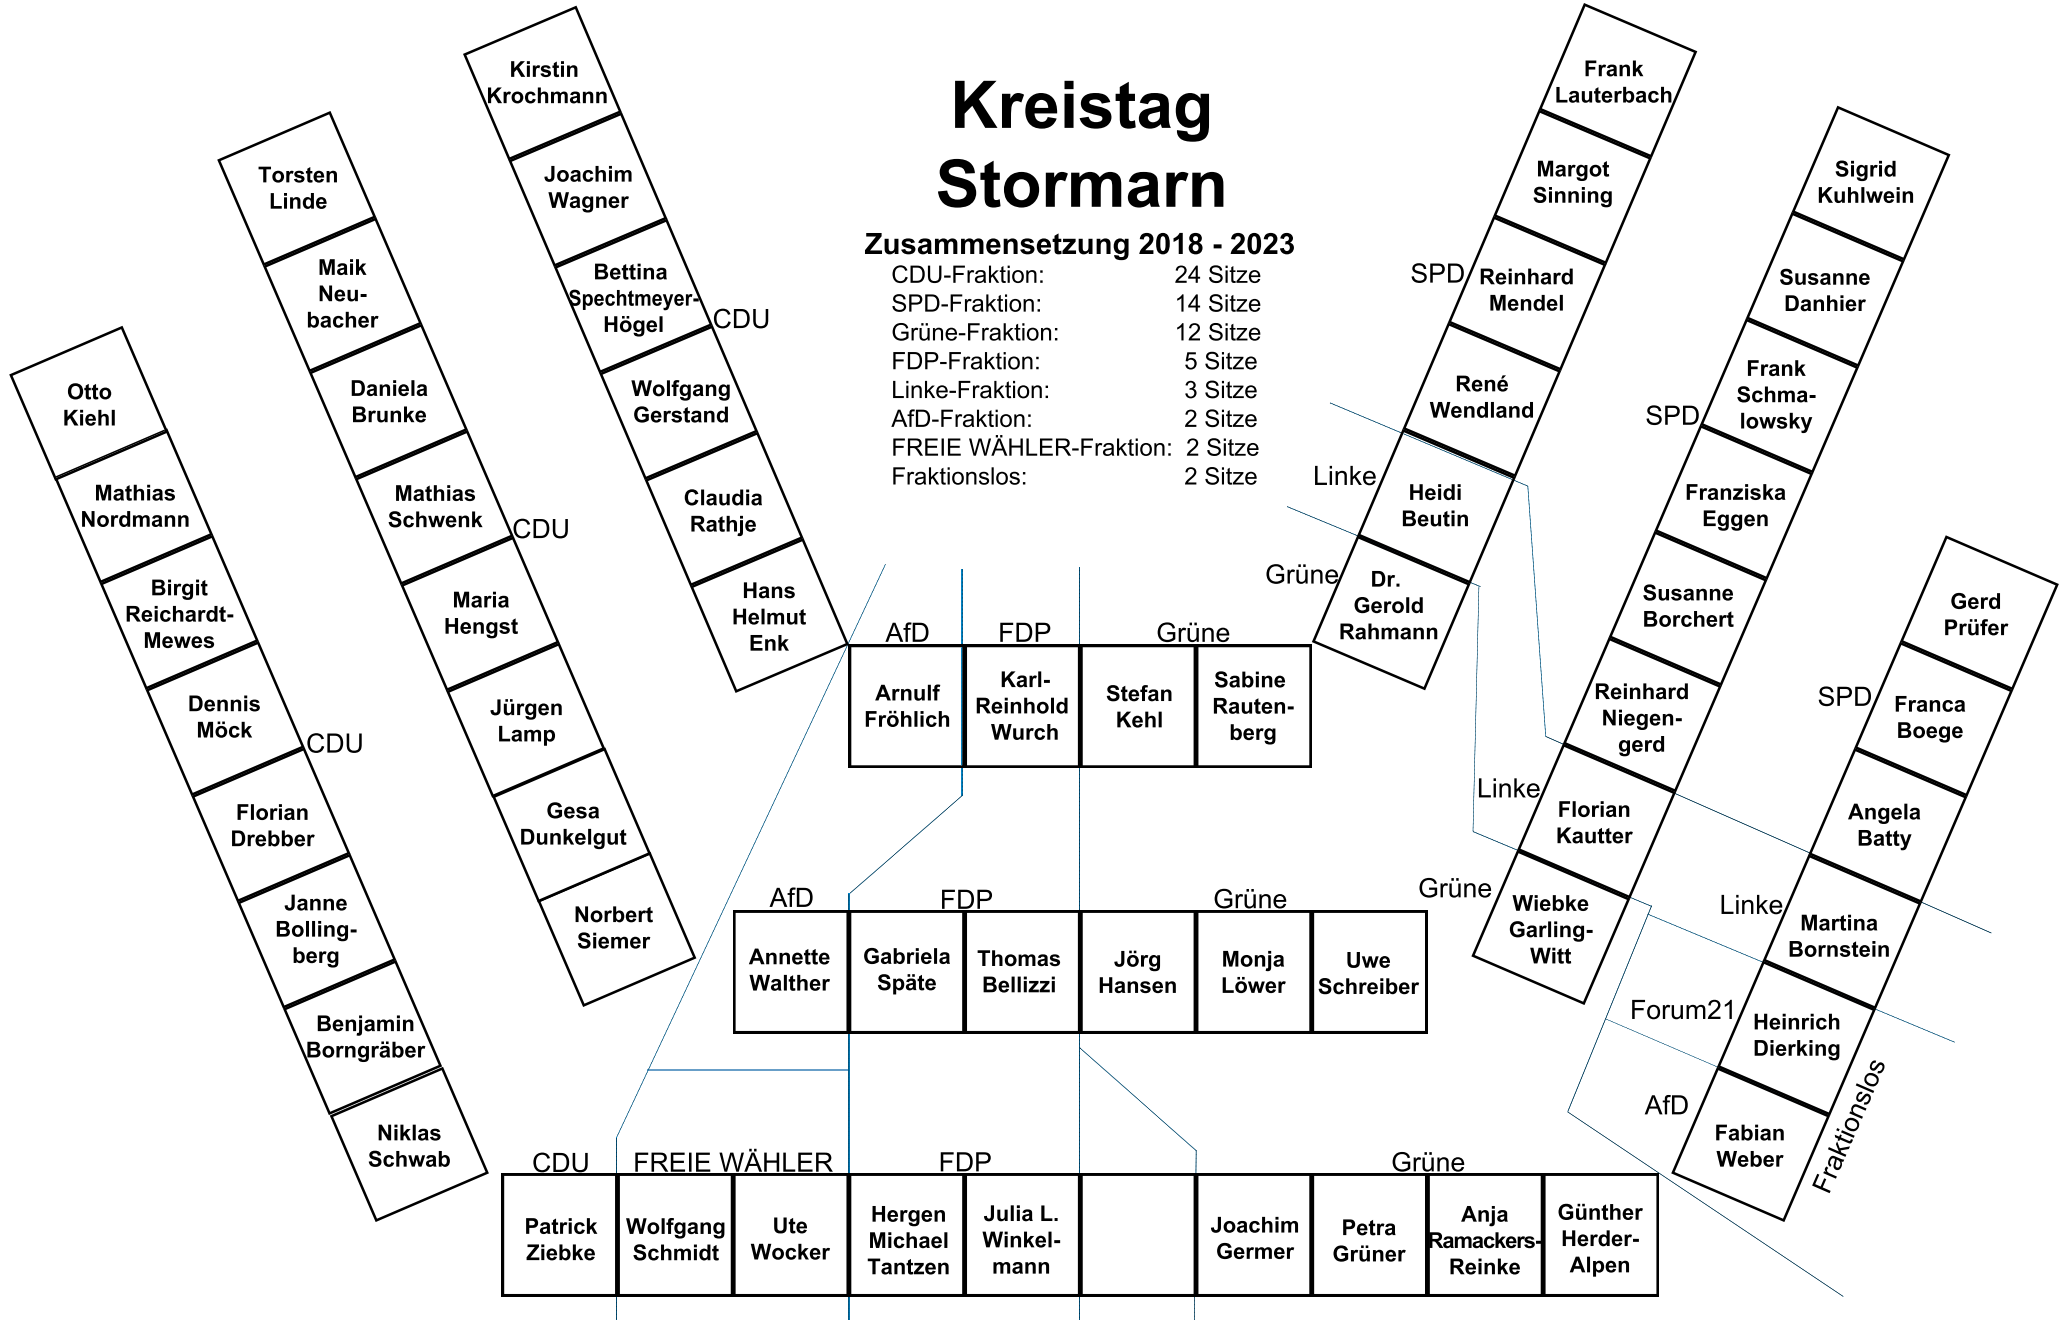 Kreistag
Stormarn
Zusammensetzung 2018 - 2023
CDU-Fraktion: 24 Sitze
SPD-Fraktion: 14 Sitze
Grüne-Fraktion: 12 Sitze
FDP-Fraktion: 5 Sitze
Linke-Fraktion: 3 Sitze
AfD-Fraktion: 2 Sitze
FREIE WÄHLER-Fraktion: 2 Sitze
Fraktionslos: 2 Sitze
Otto
Kiehl
Mathias
Nordmann
Birgit
Reichardt-
Mewes
Dennis
Möck
CDU
Florian
Drebber
Janne
Bolling-
berg
Benjamin
Borngräber
Niklas
Schwab
Torsten
Linde
Maik
Neu-
bacher
Daniela
Brunke
Mathias
Schwenk
CDU
Maria
Hengst
Jürgen
Lamp
Gesa
Dunkelgut
Norbert
Siemer
Kirstin
Krochmann
Joachim
Wagner
Bettina
Spechtmeyer-
Högel
CDU
Wolfgang
Gerstand
Claudia
Rathje
Hans
Helmut
Enk
AfD FDP Grüne
Arnulf
Fröhlich
Karl-
Reinhold
Wurch
Stefan
Kehl
Sabine
Rauten-
berg
AfD FDP Grüne
Annette
Walther
Gabriela
Späte
Thomas
Bellizzi
Jörg
Hansen
Monja
Löwer
Uwe
Schreiber
CDU FREIE WÄHLER FDP Grüne
Patrick
Ziebke
Wolfgang
Schmidt
Ute
Wocker
Hergen
Michael
Tantzen
Julia L.
Winkel-
mann
Joachim
Germer
Petra
Grüner
Anja
Ramackers-
Reinke
Günther
Herder-
Alpen
Frank
Lauterbach
Margot
Sinning
SPD
Reinhard
Mendel
René
Wendland
Linke
Heidi
Beutin
Grüne
Dr.
Gerold
Rahmann
Sigrid
Kuhlwein
Susanne
Danhier
Frank
Schma-
lowsky
SPD
Franziska
Eggen
Susanne
Borchert
Reinhard
Niegen-
gerd
Linke
Florian
Kautter
Grüne
Wiebke
Garling-
Witt
Gerd
Prüfer
SPD
Franca
Boege
Angela
Batty
Linke
Martina
Bornstein
Forum21
Heinrich
Dierking
AfD
Fabian
Weber
Fraktionslos